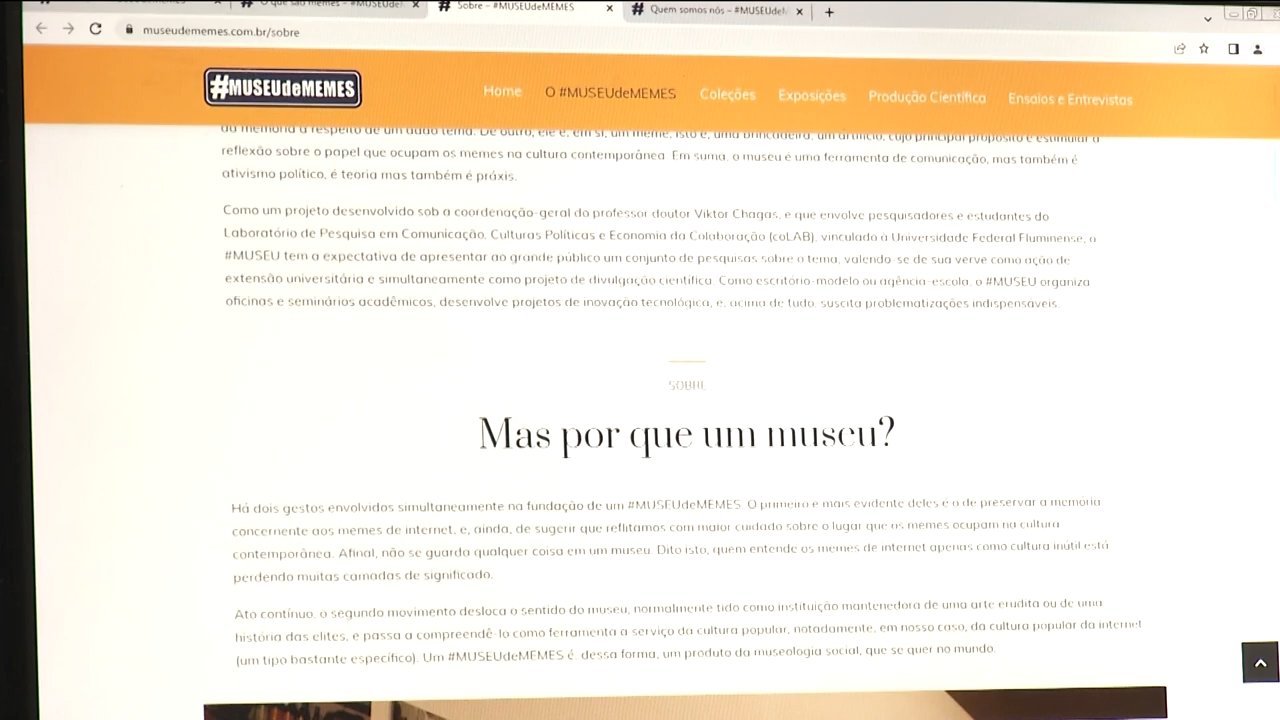 O que são memes – #MUSEUdeM
Sobre – #MUSEUdeMEMES
Quem somos nós – #MUSEUdeM
museudememes.com.br/sobre
#MUSEUdeMEMES
Home
O #MUSEUdeMEMES
Coleções
Exposições
Produção Científica
Ensaios e Entrevistas
da memória a respeito de um dado tema. De outro, ele é, em si, um meme, isto é, uma brincadeira, um artifício, cujo principal propósito é estimular a
reflexão sobre o papel que ocupam os memes na cultura contemporânea. Em suma, o museu é uma ferramenta de comunicação, mas também é
ativismo político, é teoria mas também é práxis.
Como um projeto desenvolvido sob a coordenação-geral do professor doutor Viktor Chagas, e que envolve pesquisadores e estudantes do
Laboratório de Pesquisa em Comunicação, Culturas Políticas e Economia da Colaboração (coLAB), vinculado à Universidade Federal Fluminense, o
#MUSEU tem a expectativa de apresentar ao grande público um conjunto de pesquisas sobre o tema, valendo-se de sua verve como ação de
extensão universitária e simultaneamente como projeto de divulgação científica. Como escritório-modelo ou agência-escola, o #MUSEU organiza
oficinas e seminários acadêmicos, desenvolve projetos de inovação tecnológica, e, acima de tudo, suscita problematizações indispensáveis.
SOBRE
Mas por que um museu?
Há dois gestos envolvidos simultaneamente na fundação de um #MUSEUdeMEMES. O primeiro e mais evidente deles é o de preservar a memória
concernente aos memes de internet, e, ainda, de sugerir que reflitamos com maior cuidado sobre o lugar que os memes ocupam na cultura
contemporânea. Afinal, não se guarda qualquer coisa em um museu. Dito isto, quem entende os memes de internet apenas como cultura inútil está
perdendo muitas camadas de significado.
Ato contínuo, o segundo movimento desloca o sentido do museu, normalmente tido como instituição mantenedora de uma arte erudita ou de uma
história das elites, e passa a compreendê-lo como ferramenta a serviço da cultura popular, notadamente, em nosso caso, da cultura popular da internet
(um tipo bastante específico). Um #MUSEUdeMEMES é, dessa forma, um produto da museologia social, que se quer no mundo.